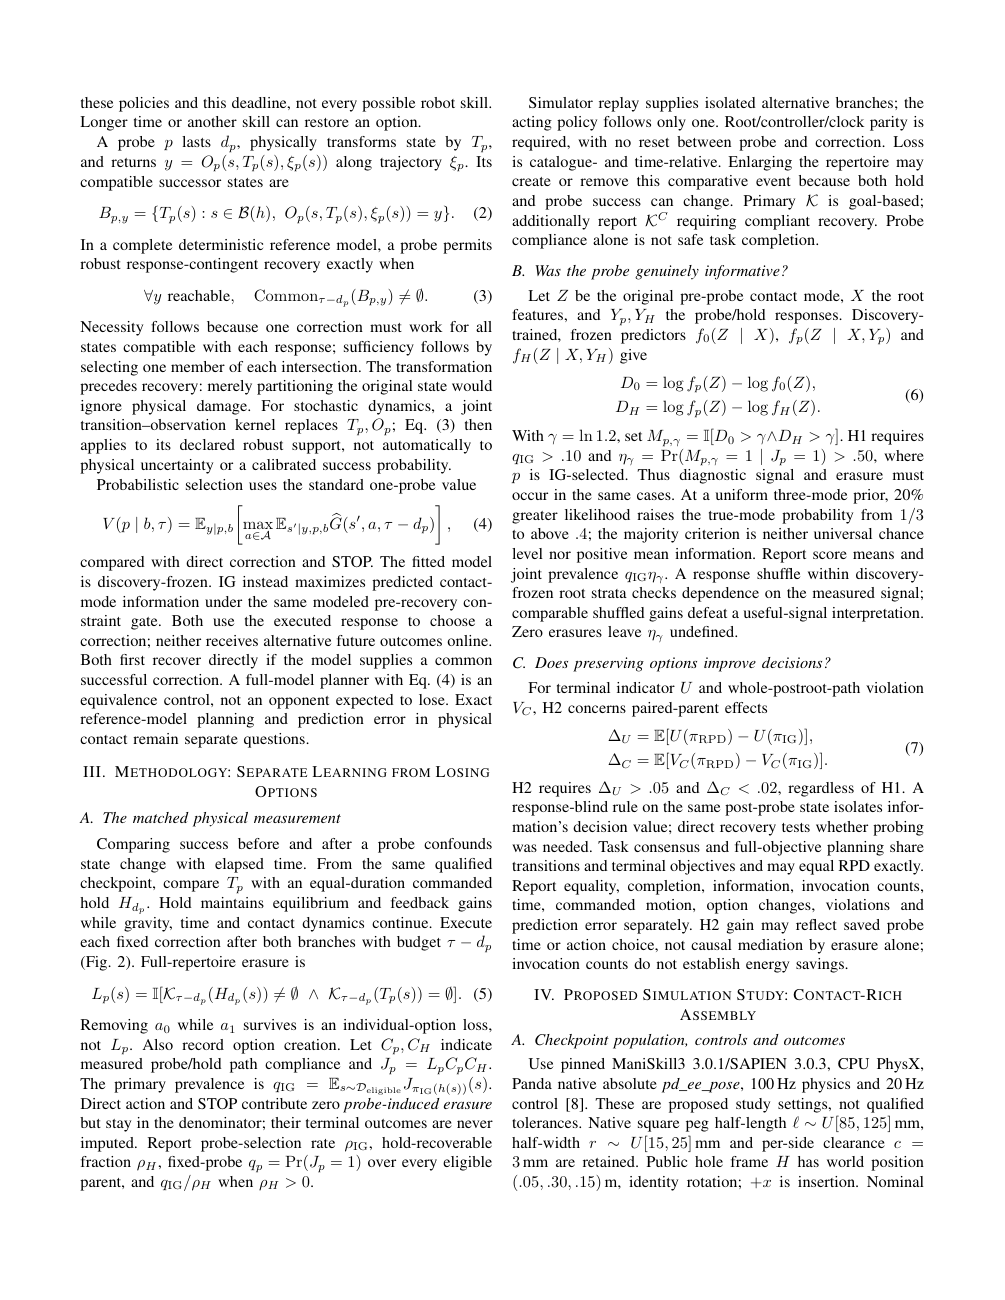 these policies and this deadline, not every possible robot skill.
Longer time or another skill can restore an option.
A probe p lasts d_p, physically transforms state by T_p,
and returns y = O_p(s, T_p(s), ξ_p(s)) along trajectory ξ_p. Its
compatible successor states are
B_{p,y} = {T_p(s) : s ∈ B(h), O_p(s, T_p(s), ξ_p(s)) = y}. (2)
In a complete deterministic reference model, a probe permits
robust response-contingent recovery exactly when
∀y reachable, Common_{τ−d_p}(B_{p,y}) ≠ ∅. (3)
Necessity follows because one correction must work for all
states compatible with each response; sufficiency follows by
selecting one member of each intersection. The transformation
precedes recovery: merely partitioning the original state would
ignore physical damage. For stochastic dynamics, a joint
transition–observation kernel replaces T_p, O_p; Eq. (3) then
applies to its declared robust support, not automatically to
physical uncertainty or a calibrated success probability.
Probabilistic selection uses the standard one-probe value
V(p | b, τ) = 𝔼_{y|p,b}[max_{a∈𝒜} 𝔼_{s′|y,p,b} Ĝ(s′, a, τ − d_p)], (4)
compared with direct correction and STOP. The fitted model
is discovery-frozen. IG instead maximizes predicted contact-
mode information under the same modeled pre-recovery con-
straint gate. Both use the executed response to choose a
correction; neither receives alternative future outcomes online.
Both first recover directly if the model supplies a common
successful correction. A full-model planner with Eq. (4) is an
equivalence control, not an opponent expected to lose. Exact
reference-model planning and prediction error in physical
contact remain separate questions.
III. METHODOLOGY: SEPARATE LEARNING FROM LOSING
OPTIONS
A. The matched physical measurement
Comparing success before and after a probe confounds
state change with elapsed time. From the same qualified
checkpoint, compare T_p with an equal-duration commanded
hold H_{d_p}. Hold maintains equilibrium and feedback gains
while gravity, time and contact dynamics continue. Execute
each fixed correction after both branches with budget τ − d_p
(Fig. 2). Full-repertoire erasure is
L_p(s) = 𝕀[𝒦_{τ−d_p}(H_{d_p}(s)) ≠ ∅ ∧ 𝒦_{τ−d_p}(T_p(s)) = ∅]. (5)
Removing a_0 while a_1 survives is an individual-option loss,
not L_p. Also record option creation. Let C_p, C_H indicate
measured probe/hold path compliance and J_p = L_pC_pC_H.
The primary prevalence is q_IG = 𝔼_{s∼𝒟_eligible} J_{π_IG(h(s))}(s).
Direct action and STOP contribute zero probe-induced erasure
but stay in the denominator; their terminal outcomes are never
imputed. Report probe-selection rate ρ_IG, hold-recoverable
fraction ρ_H, fixed-probe q_p = Pr(J_p = 1) over every eligible
parent, and q_IG/ρ_H when ρ_H > 0.
Simulator replay supplies isolated alternative branches; the
acting policy follows only one. Root/controller/clock parity is
required, with no reset between probe and correction. Loss
is catalogue- and time-relative. Enlarging the repertoire may
create or remove this comparative event because both hold
and probe success can change. Primary 𝒦 is goal-based;
additionally report 𝒦^C requiring compliant recovery. Probe
compliance alone is not safe task completion.
B. Was the probe genuinely informative?
Let Z be the original pre-probe contact mode, X the root
features, and Y_p, Y_H the probe/hold responses. Discovery-
trained, frozen predictors f_0(Z | X), f_p(Z | X, Y_p) and
f_H(Z | X, Y_H) give
D_0 = log f_p(Z) − log f_0(Z),
D_H = log f_p(Z) − log f_H(Z). (6)
With γ = ln 1.2, set M_{p,γ} = 𝕀[D_0 > γ∧D_H > γ]. H1 requires
q_IG > .10 and η_γ = Pr(M_{p,γ} = 1 | J_p = 1) > .50, where
p is IG-selected. Thus diagnostic signal and erasure must
occur in the same cases. At a uniform three-mode prior, 20%
greater likelihood raises the true-mode probability from 1/3
to above .4; the majority criterion is neither universal chance
level nor positive mean information. Report score means and
joint prevalence q_IGη_γ. A response shuffle within discovery-
frozen root strata checks dependence on the measured signal;
comparable shuffled gains defeat a useful-signal interpretation.
Zero erasures leave η_γ undefined.
C. Does preserving options improve decisions?
For terminal indicator U and whole-postroot-path violation
V_C, H2 concerns paired-parent effects
Δ_U = 𝔼[U(π_RPD) − U(π_IG)],
Δ_C = 𝔼[V_C(π_RPD) − V_C(π_IG)]. (7)
H2 requires Δ_U > .05 and Δ_C < .02, regardless of H1. A
response-blind rule on the same post-probe state isolates infor-
mation's decision value; direct recovery tests whether probing
was needed. Task consensus and full-objective planning share
transitions and terminal objectives and may equal RPD exactly.
Report equality, completion, information, invocation counts,
time, commanded motion, option changes, violations and
prediction error separately. H2 gain may reflect saved probe
time or action choice, not causal mediation by erasure alone;
invocation counts do not establish energy savings.
IV. PROPOSED SIMULATION STUDY: CONTACT-RICH
ASSEMBLY
A. Checkpoint population, controls and outcomes
Use pinned ManiSkill3 3.0.1/SAPIEN 3.0.3, CPU PhysX,
Panda native absolute pd_ee_pose, 100 Hz physics and 20 Hz
control [8]. These are proposed study settings, not qualified
tolerances. Native square peg half-length ℓ ∼ U[85, 125] mm,
half-width r ∼ U[15, 25] mm and per-side clearance c =
3 mm are retained. Public hole frame H has world position
(.05, .30, .15) m, identity rotation; +x is insertion. Nominal